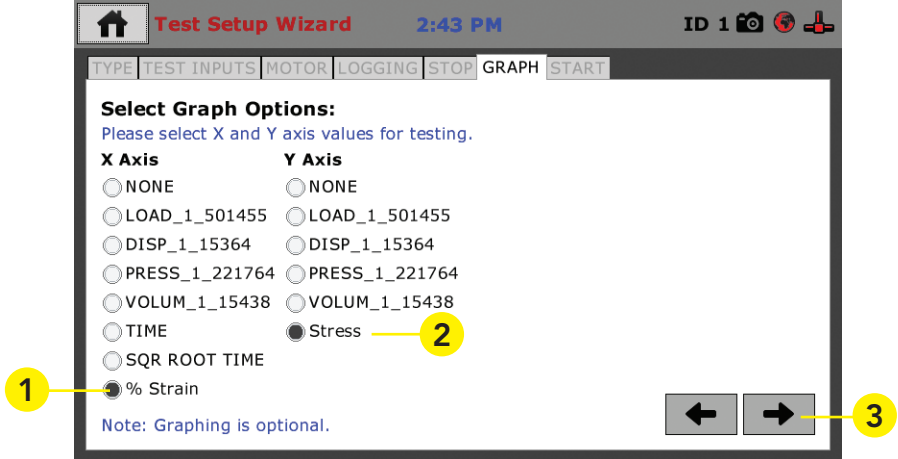 Test Setup Wizard 2:43 PM ID 1
TYPE TEST INPUTS MOTOR LOGGING STOP GRAPH START
Select Graph Options:
Please select X and Y axis values for testing.
X Axis Y Axis
NONE NONE
LOAD_1_501455 LOAD_1_501455
DISP_1_15364 DISP_1_15364
PRESS_1_221764 PRESS_1_221764
VOLUM_1_15438 VOLUM_1_15438
TIME Stress 2
SQR ROOT TIME
1 % Strain
Note: Graphing is optional. 3